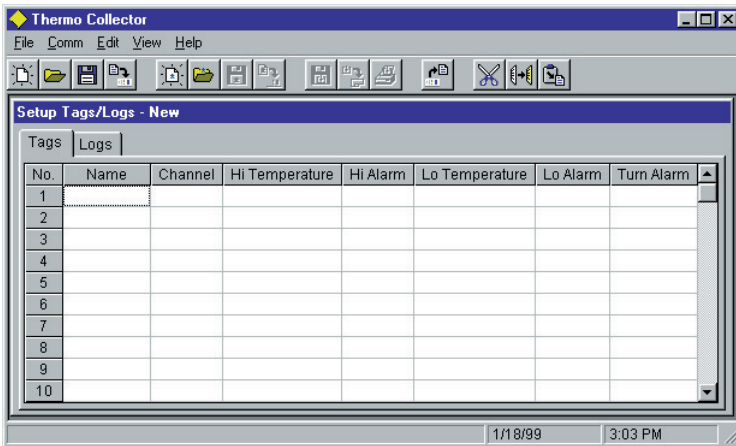 Thermo Collector
File Comm Edit View Help
Setup Tags/Logs - New
Tags Logs
No. Name Channel Hi Temperature Hi Alarm Lo Temperature Lo Alarm Turn Alarm
1
2
3
4
5
6
7
8
9
10
1/18/99 3:03 PM